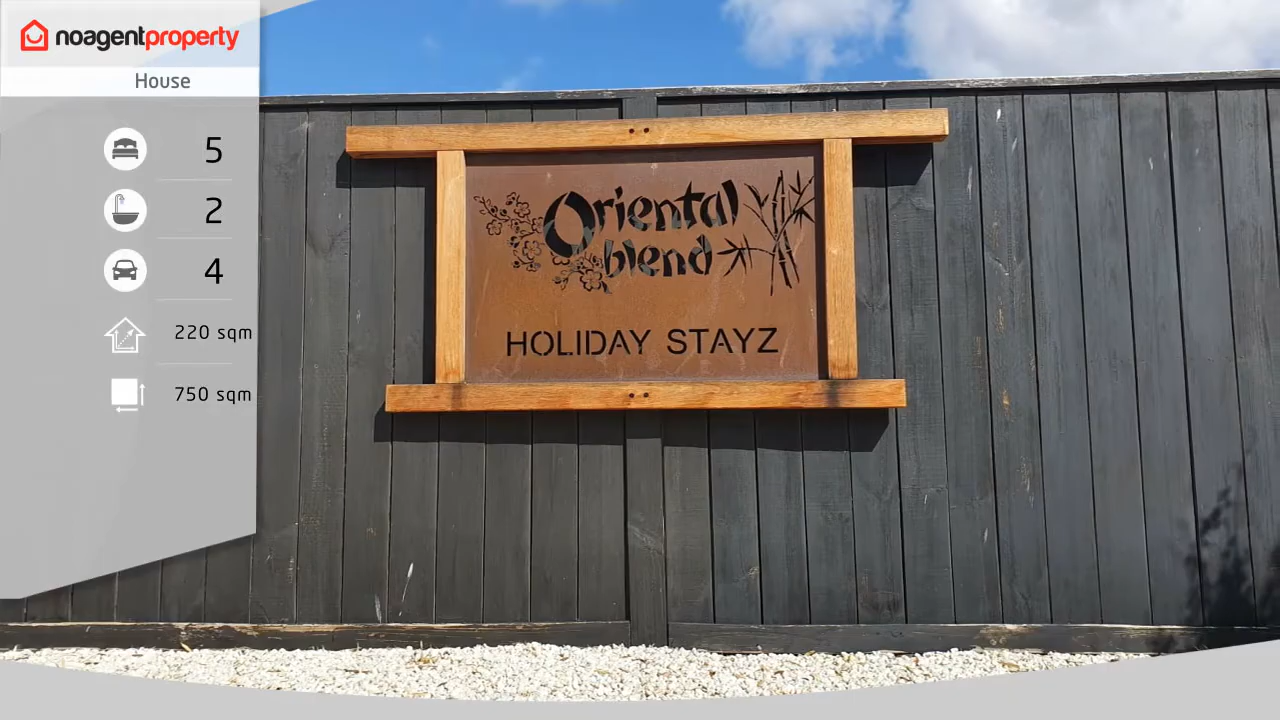 noagentproperty
House
5
2
4
220 sqm
750 sqm
Oriental
blend
HOLIDAY STAYZ